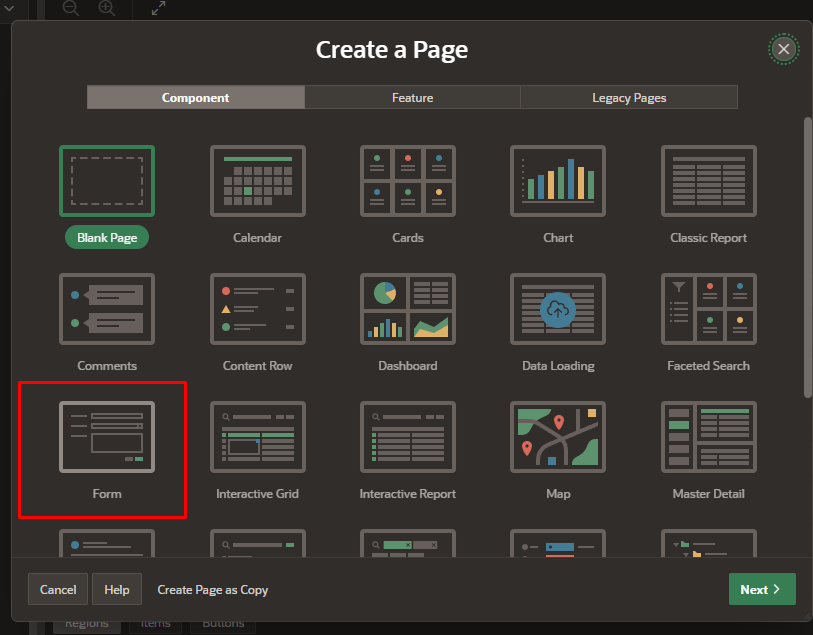 Create a Page
Component
Feature
Legacy Pages
Blank Page
Calendar
Cards
Chart
Classic Report
Comments
Content Row
Dashboard
Data Loading
Faceted Search
Form
Interactive Grid
Interactive Report
Map
Master Detail
Cancel
Help
Create Page as Copy
Next
Regions
Items
Buttons